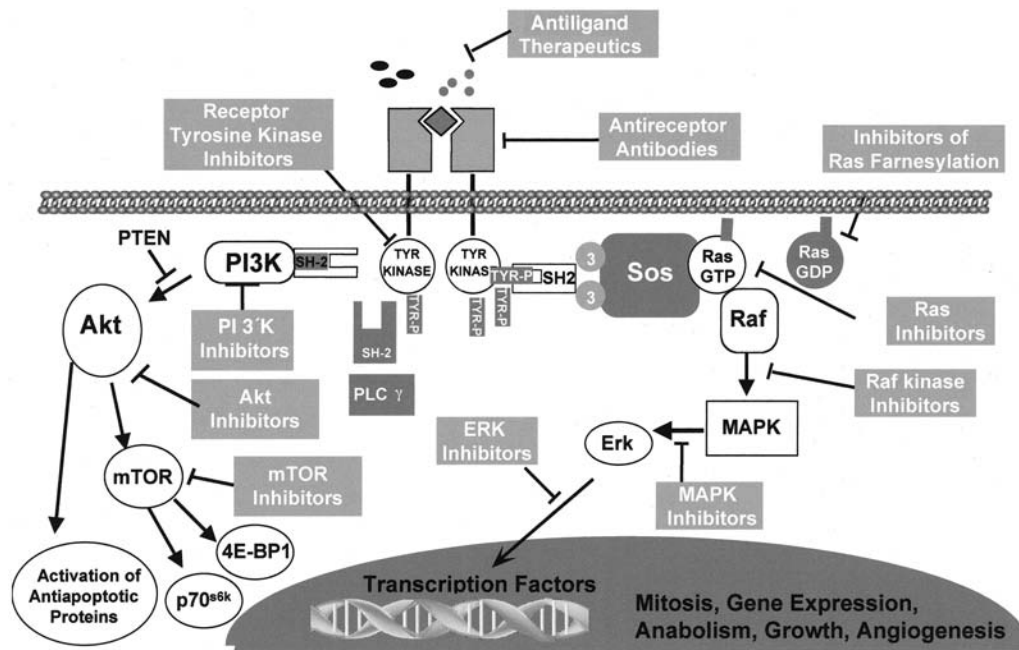 Antiligand
Therapeutics
Receptor
Tyrosine Kinase
Inhibitors
Antireceptor
Antibodies
Inhibitors of
Ras Farnesylation
PTEN
PI3K
SH-2
TYR
KINASE
TYR
KINAS
TYR-P
SH2
3
3
Sos
Ras
GTP
Ras
GDP
TYR-P
TYR-P
TYR-P
Raf
Akt
PI 3´K
Inhibitors
SH-2
PLC γ
Ras
Inhibitors
Akt
Inhibitors
Raf kinase
Inhibitors
ERK
Inhibitors
Erk
MAPK
mTOR
mTOR
Inhibitors
MAPK
Inhibitors
4E-BP1
Activation of
Antiapoptotic
Proteins
p70s6k
Transcription Factors
Mitosis, Gene Expression,
Anabolism, Growth, Angiogenesis